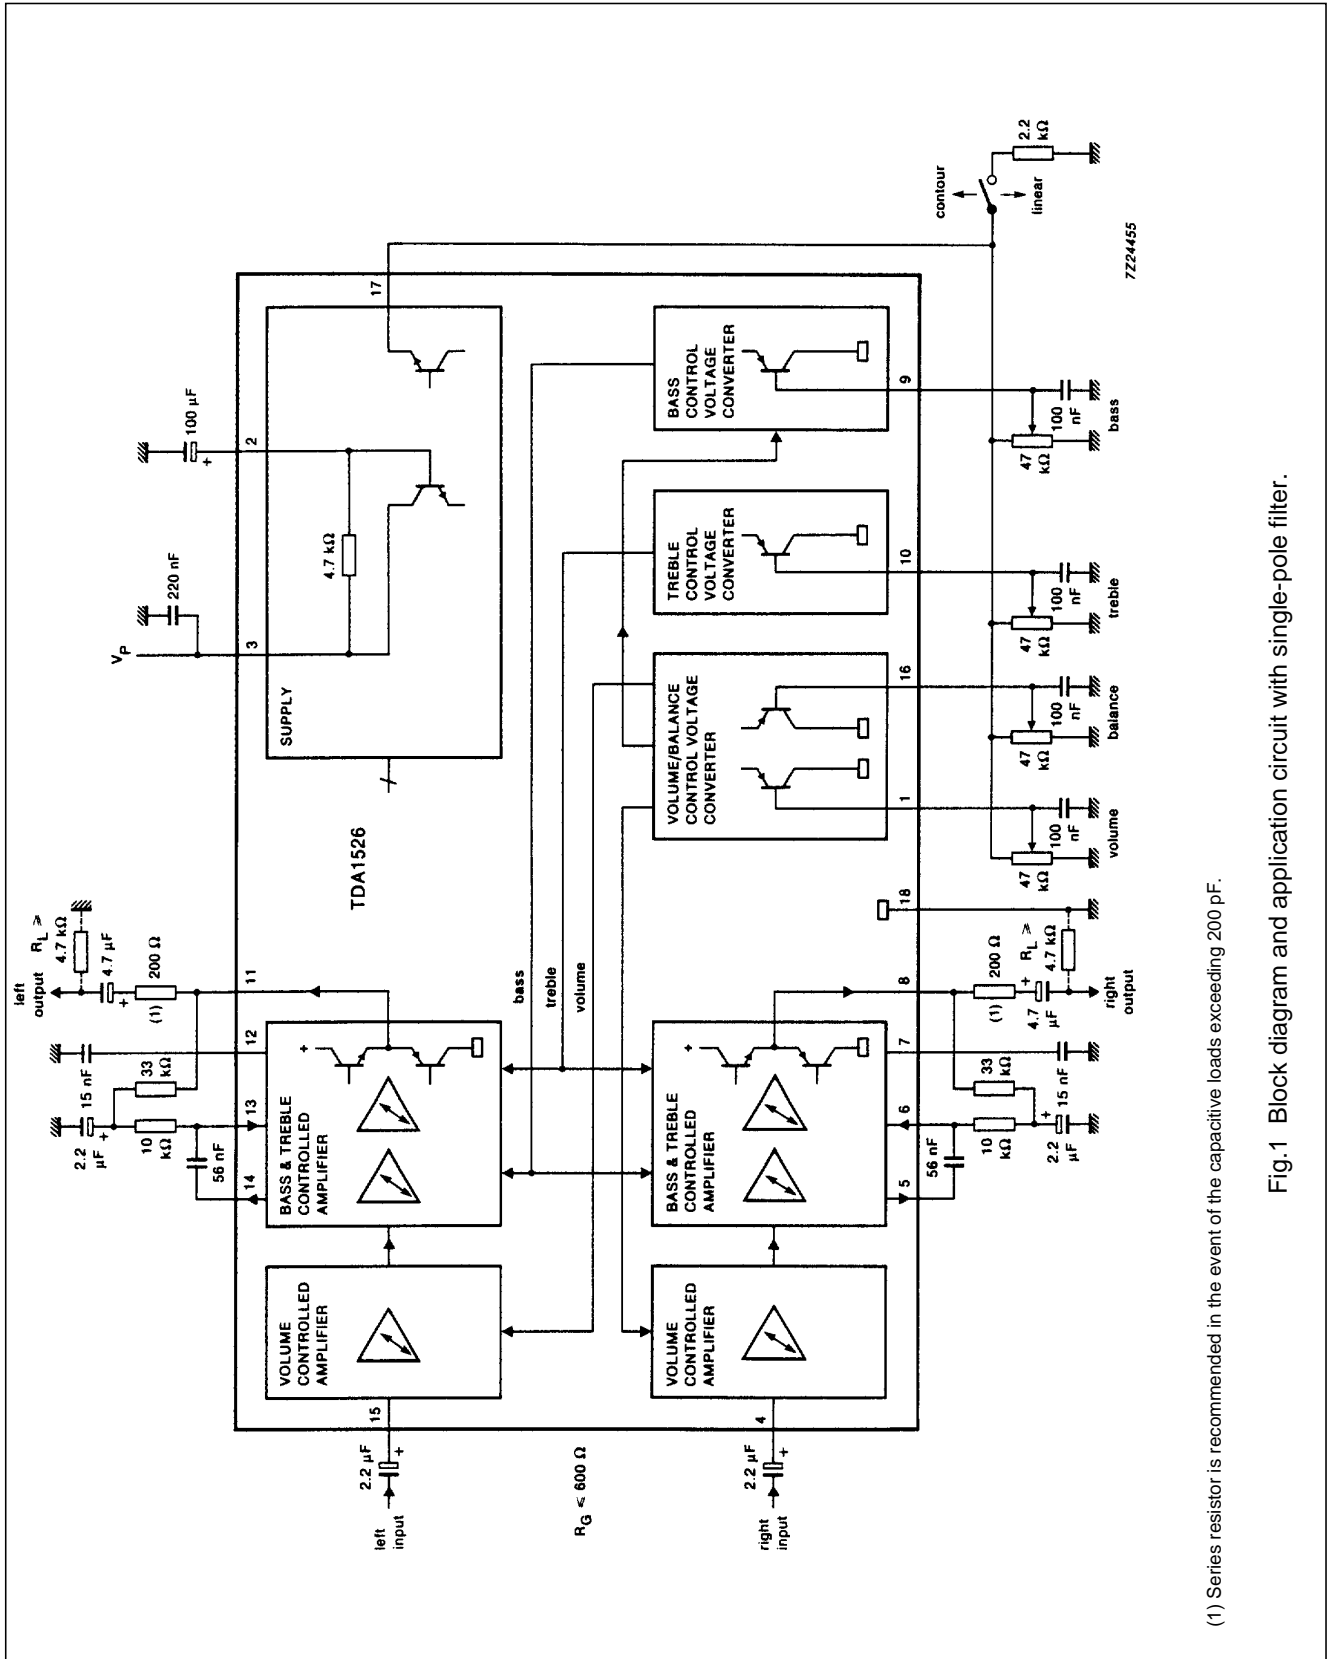 left
output
R_L ≥
4.7 kΩ
4.7 µF
200 Ω
(1)
11
12
15 nF
33
kΩ
2.2
µF
+
+
10
kΩ
13
56 nF
14
V_P
220 nF
3
100 µF
+
2
17
contour
linear
2.2
kΩ
SUPPLY
4.7 kΩ
TDA1526
BASS & TREBLE
CONTROLLED
AMPLIFIER
+
VOLUME
CONTROLLED
AMPLIFIER
15
2.2 µF
+
left
input
R_G ≤ 600 Ω
bass
treble
volume
right
input
2.2 µF
+
4
VOLUME
CONTROLLED
AMPLIFIER
BASS & TREBLE
CONTROLLED
AMPLIFIER
+
VOLUME/BALANCE
CONTROL VOLTAGE
CONVERTER
TREBLE
CONTROL
VOLTAGE
CONVERTER
BASS
CONTROL
VOLTAGE
CONVERTER
5
56 nF
6
10
kΩ
33
kΩ
2.2
µF
+
15 nF
7
8
200 Ω
(1)
4.7
µF
+
R_L ≥
4.7 kΩ
right
output
18
1
47
kΩ
100
nF
volume
16
47
kΩ
100
nF
balance
10
47
kΩ
100
nF
treble
9
47
kΩ
100
nF
bass
7Z24455
(1) Series resistor is recommended in the event of the capacitive loads exceeding 200 pF.
Fig.1 Block diagram and application circuit with single-pole filter.